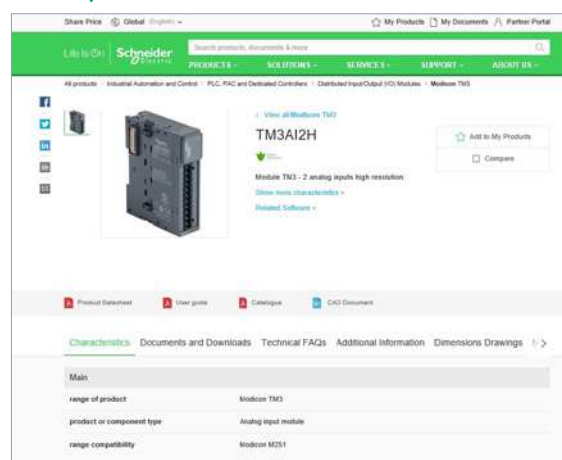 Share Price Global (English) My Products My Documents Partner Portal
Life Is On Schneider Electric Search products, documents & more
PRODUCTS SOLUTIONS SERVICES SUPPORT ABOUT US
All products Industrial Automation and Control PLC, PAC and Dedicated Controllers Distributed Input/Output (I/O) Modules Modicon TM3
View all Modicon TM3
TM3AI2H
Add to My Products
Compare
Module TM3 - 2 analog inputs high resolution
Show more characteristics
Related Software
Product Datasheet User guide Catalogue CAD Document
Characteristics Documents and Downloads Technical FAQs Additional Information Dimensions Drawings
Main
range of product Modicon TM3
product or component type Analog input module
range compatibility Modicon M251